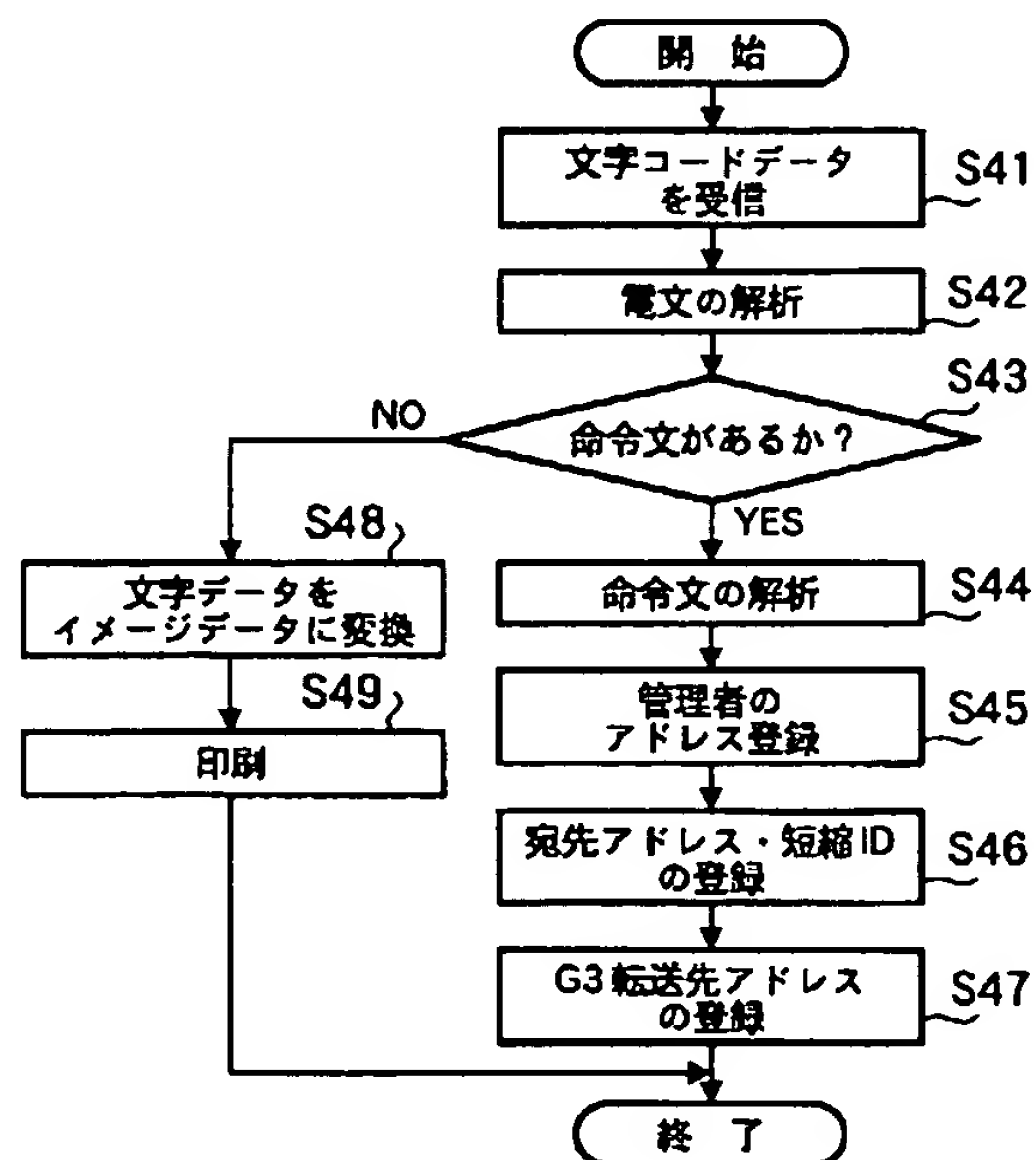 開 始
文字コードデータ
を受信
S41
電文の解析
S42
S43
命令文があるか？
NO
YES
S48
文字データを
イメージデータに変換
命令文の解析
S44
S49
印刷
管理者の
アドレス登録
S45
宛先アドレス・短縮ID
の登録
S46
G3転送先アドレス
の登録
S47
終 了